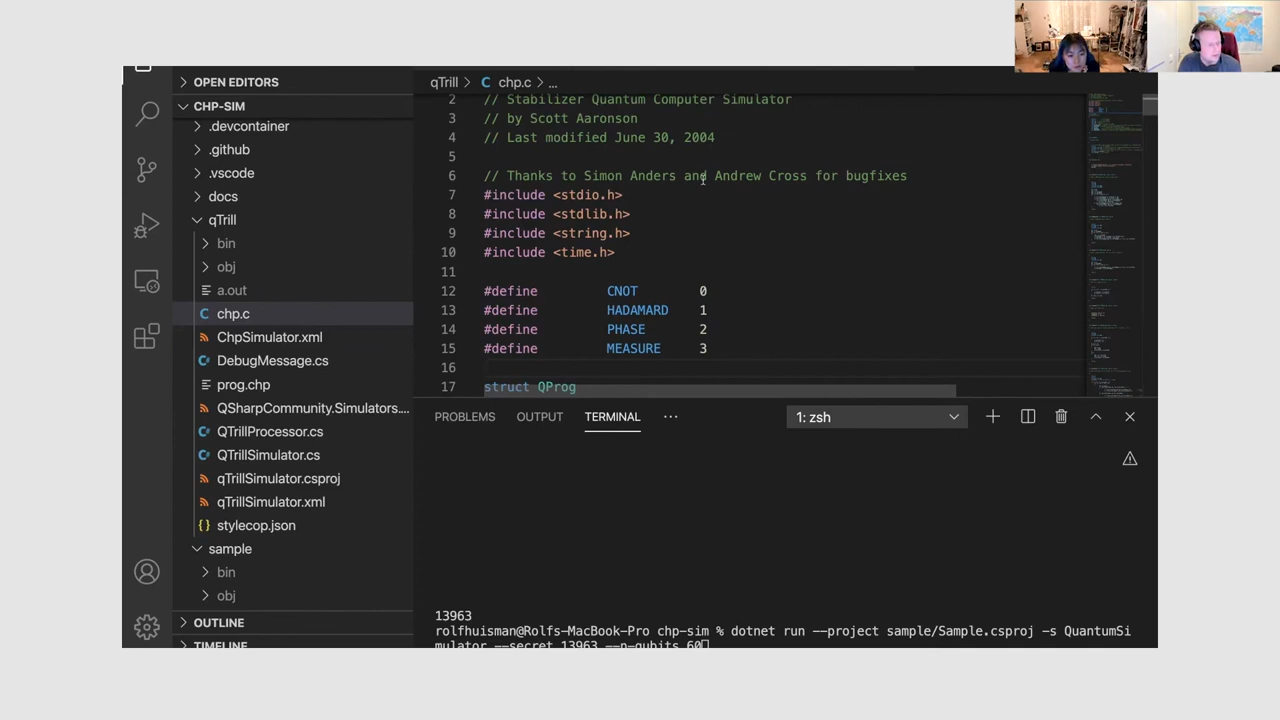 OPEN EDITORS
CHP-SIM
.devcontainer
.github
.vscode
docs
qTrill
bin
obj
a.out
chp.c
ChpSimulator.xml
DebugMessage.cs
prog.chp
QSharpCommunity.Simulators....
QTrillProcessor.cs
QTrillSimulator.cs
qTrillSimulator.csproj
qTrillSimulator.xml
stylecop.json
sample
bin
obj
OUTLINE
TIMELINE
qTrill > C chp.c > ...
2 // Stabilizer Quantum Computer Simulator
3 // by Scott Aaronson
4 // Last modified June 30, 2004
5
6 // Thanks to Simon Anders and Andrew Cross for bugfixes
7 #include <stdio.h>
8 #include <stdlib.h>
9 #include <string.h>
10 #include <time.h>
11
12 #define CNOT 0
13 #define HADAMARD 1
14 #define PHASE 2
15 #define MEASURE 3
16
17 struct QProg
PROBLEMS OUTPUT TERMINAL ... 1: zsh
13963
rolfhuisman@Rolfs-MacBook-Pro chp-sim % dotnet run --project sample/Sample.csproj -s QuantumSi
mulator --secret 13963 --n-qubits 60